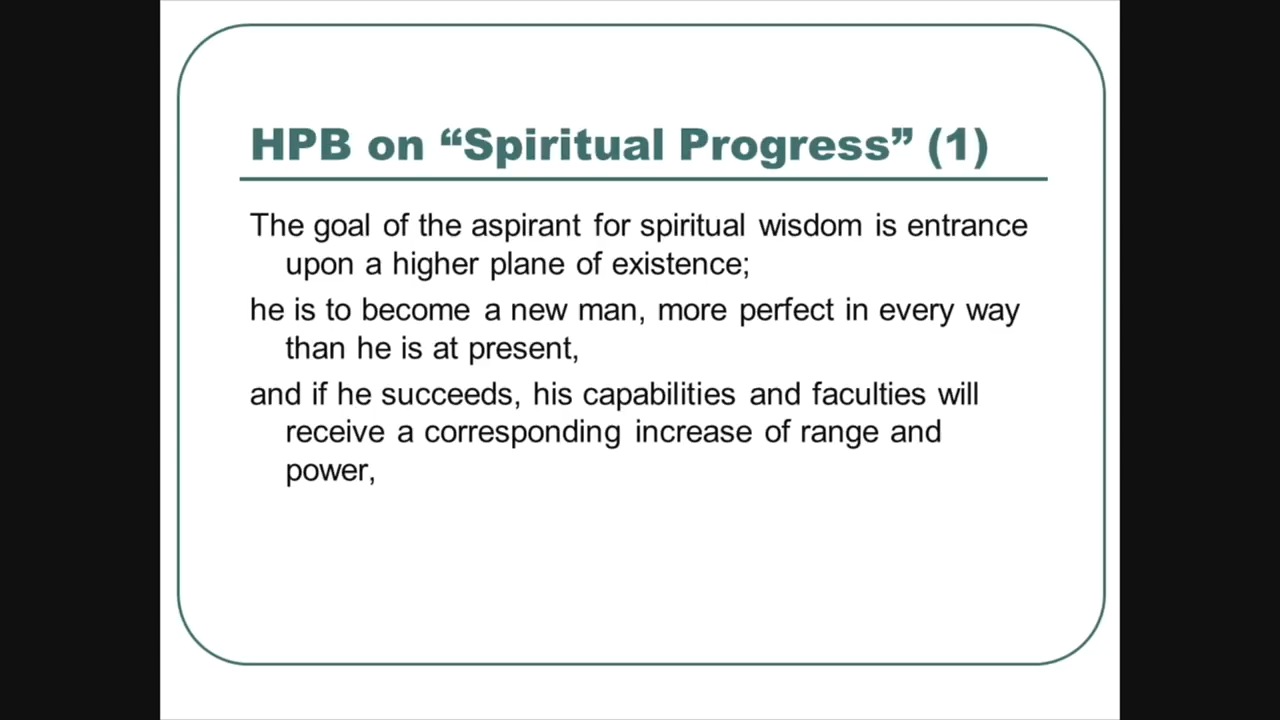 HPB on “Spiritual Progress” (1)
The goal of the aspirant for spiritual wisdom is entrance
upon a higher plane of existence;
he is to become a new man, more perfect in every way
than he is at present,
and if he succeeds, his capabilities and faculties will
receive a corresponding increase of range and
power,